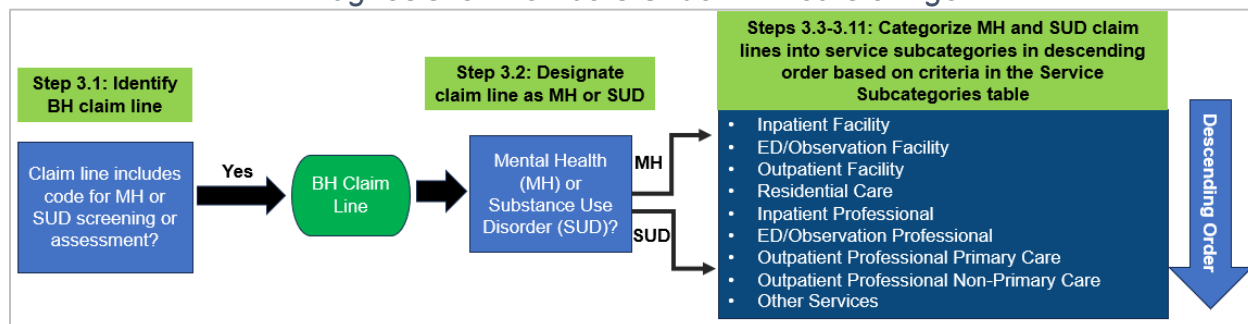 Step 3.1: Identify
BH claim line
Claim line includes
code for MH or
SUD screening or
assessment?
Yes
BH Claim
Line
Step 3.2: Designate
claim line as MH or SUD
Mental Health
(MH) or
Substance Use
Disorder (SUD)?
MH
SUD
Steps 3.3-3.11: Categorize MH and SUD claim
lines into service subcategories in descending
order based on criteria in the Service
Subcategories table
• Inpatient Facility
• ED/Observation Facility
• Outpatient Facility
• Residential Care
• Inpatient Professional
• ED/Observation Professional
• Outpatient Professional Primary Care
• Outpatient Professional Non-Primary Care
• Other Services
Descending Order